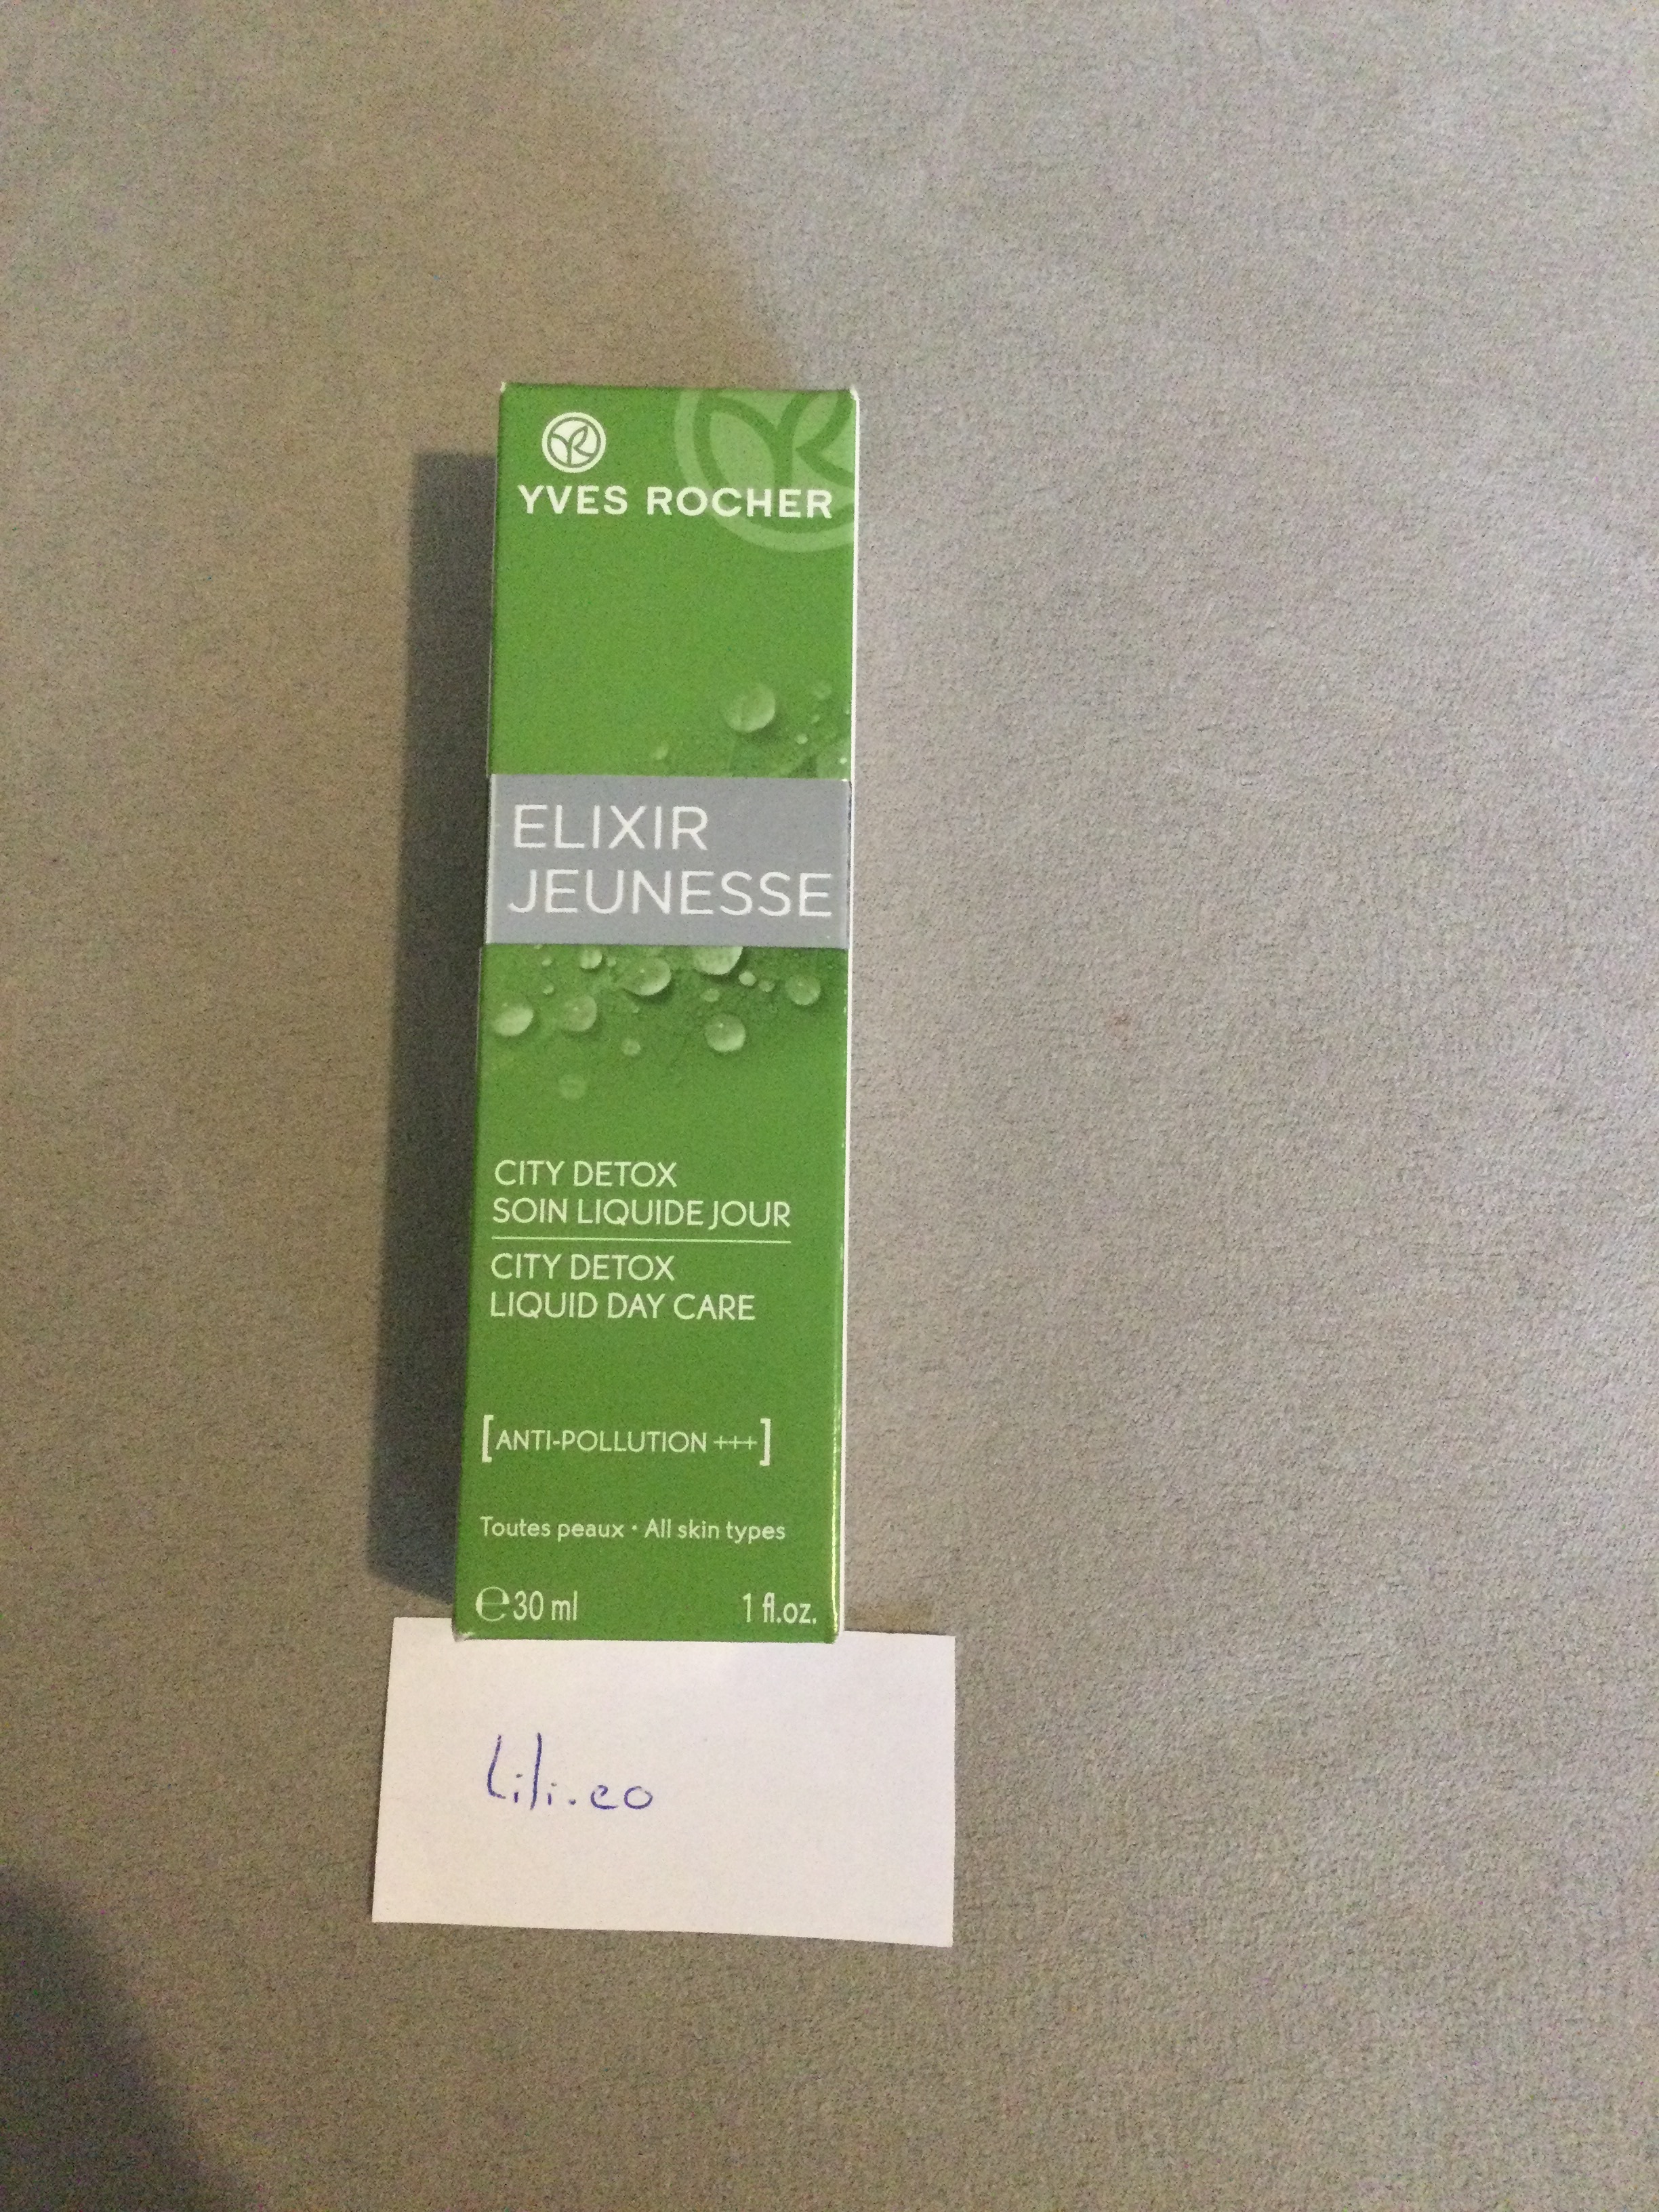 YVES ROCHER
ELIXIR
JEUNESSE
CITY DETOX
SOIN LIQUIDE JOUR
CITY DETOX
LIQUID DAY CARE
[ANTI-POLLUTION +++]
Toutes peaux • All skin types
℮30 ml 1 fl.oz.
Lili.eo